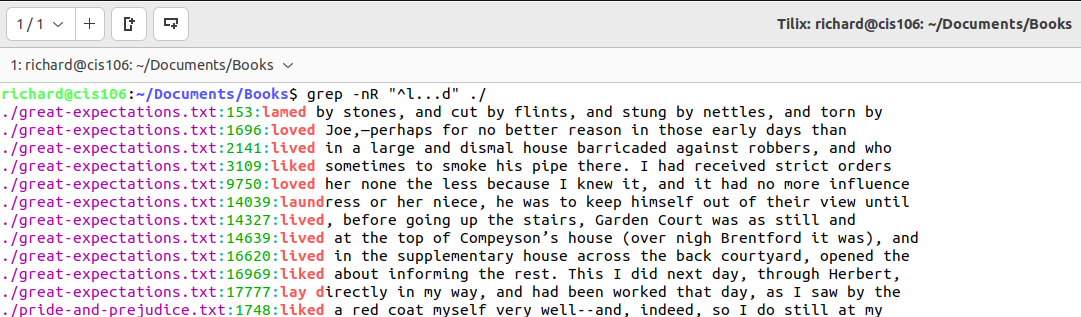 1 / 1
Tilix: richard@cis106: ~/Documents/Books
1: richard@cis106: ~/Documents/Books
richard@cis106:~/Documents/Books$ grep -nR "^l...d" ./
./great-expectations.txt:153:lamed by stones, and cut by flints, and stung by nettles, and torn by
./great-expectations.txt:1696:loved Joe,—perhaps for no better reason in those early days than
./great-expectations.txt:2141:lived in a large and dismal house barricaded against robbers, and who
./great-expectations.txt:3109:liked sometimes to smoke his pipe there. I had received strict orders
./great-expectations.txt:9750:loved her none the less because I knew it, and it had no more influence
./great-expectations.txt:14039:laundress or her niece, he was to keep himself out of their view until
./great-expectations.txt:14327:lived, before going up the stairs, Garden Court was as still and
./great-expectations.txt:14639:lived at the top of Compeyson’s house (over nigh Brentford it was), and
./great-expectations.txt:16620:lived in the supplementary house across the back courtyard, opened the
./great-expectations.txt:16969:liked about informing the rest. This I did next day, through Herbert,
./great-expectations.txt:17777:lay directly in my way, and had been worked that day, as I saw by the
./pride-and-prejudice.txt:1748:liked a red coat myself very well--and, indeed, so I do still at my